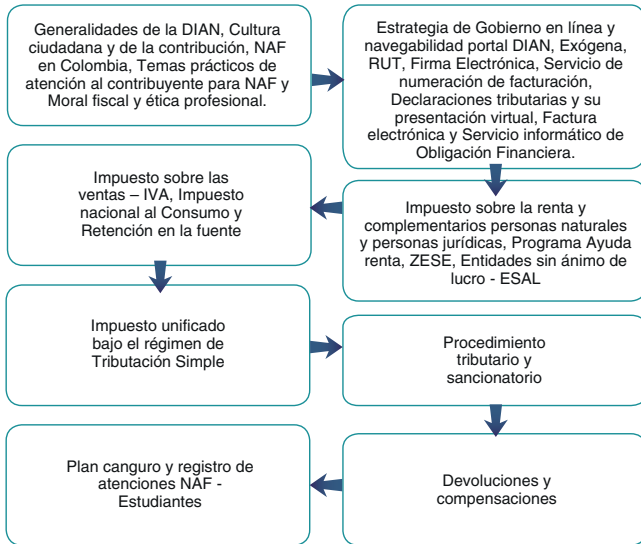 Generalidades de la DIAN, Cultura
ciudadana y de la contribución, NAF
en Colombia, Temas prácticos de
atención al contribuyente para NAF y
Moral fiscal y ética profesional.
Estrategia de Gobierno en línea y
navegabilidad portal DIAN, Exógena,
RUT, Firma Electrónica, Servicio de
numeración de facturación,
Declaraciones tributarias y su
presentación virtual, Factura
electrónica y Servicio informático de
Obligación Financiera.
Impuesto sobre la renta y
complementarios personas naturales
y personas jurídicas, Programa Ayuda
renta, ZESE, Entidades sin ánimo de
lucro - ESAL
Impuesto sobre las
ventas – IVA, Impuesto
nacional al Consumo y
Retención en la fuente
Impuesto unificado
bajo el régimen de
Tributación Simple
Procedimiento
tributario y
sancionatorio
Devoluciones y
compensaciones
Plan canguro y registro de
atenciones NAF -
Estudiantes